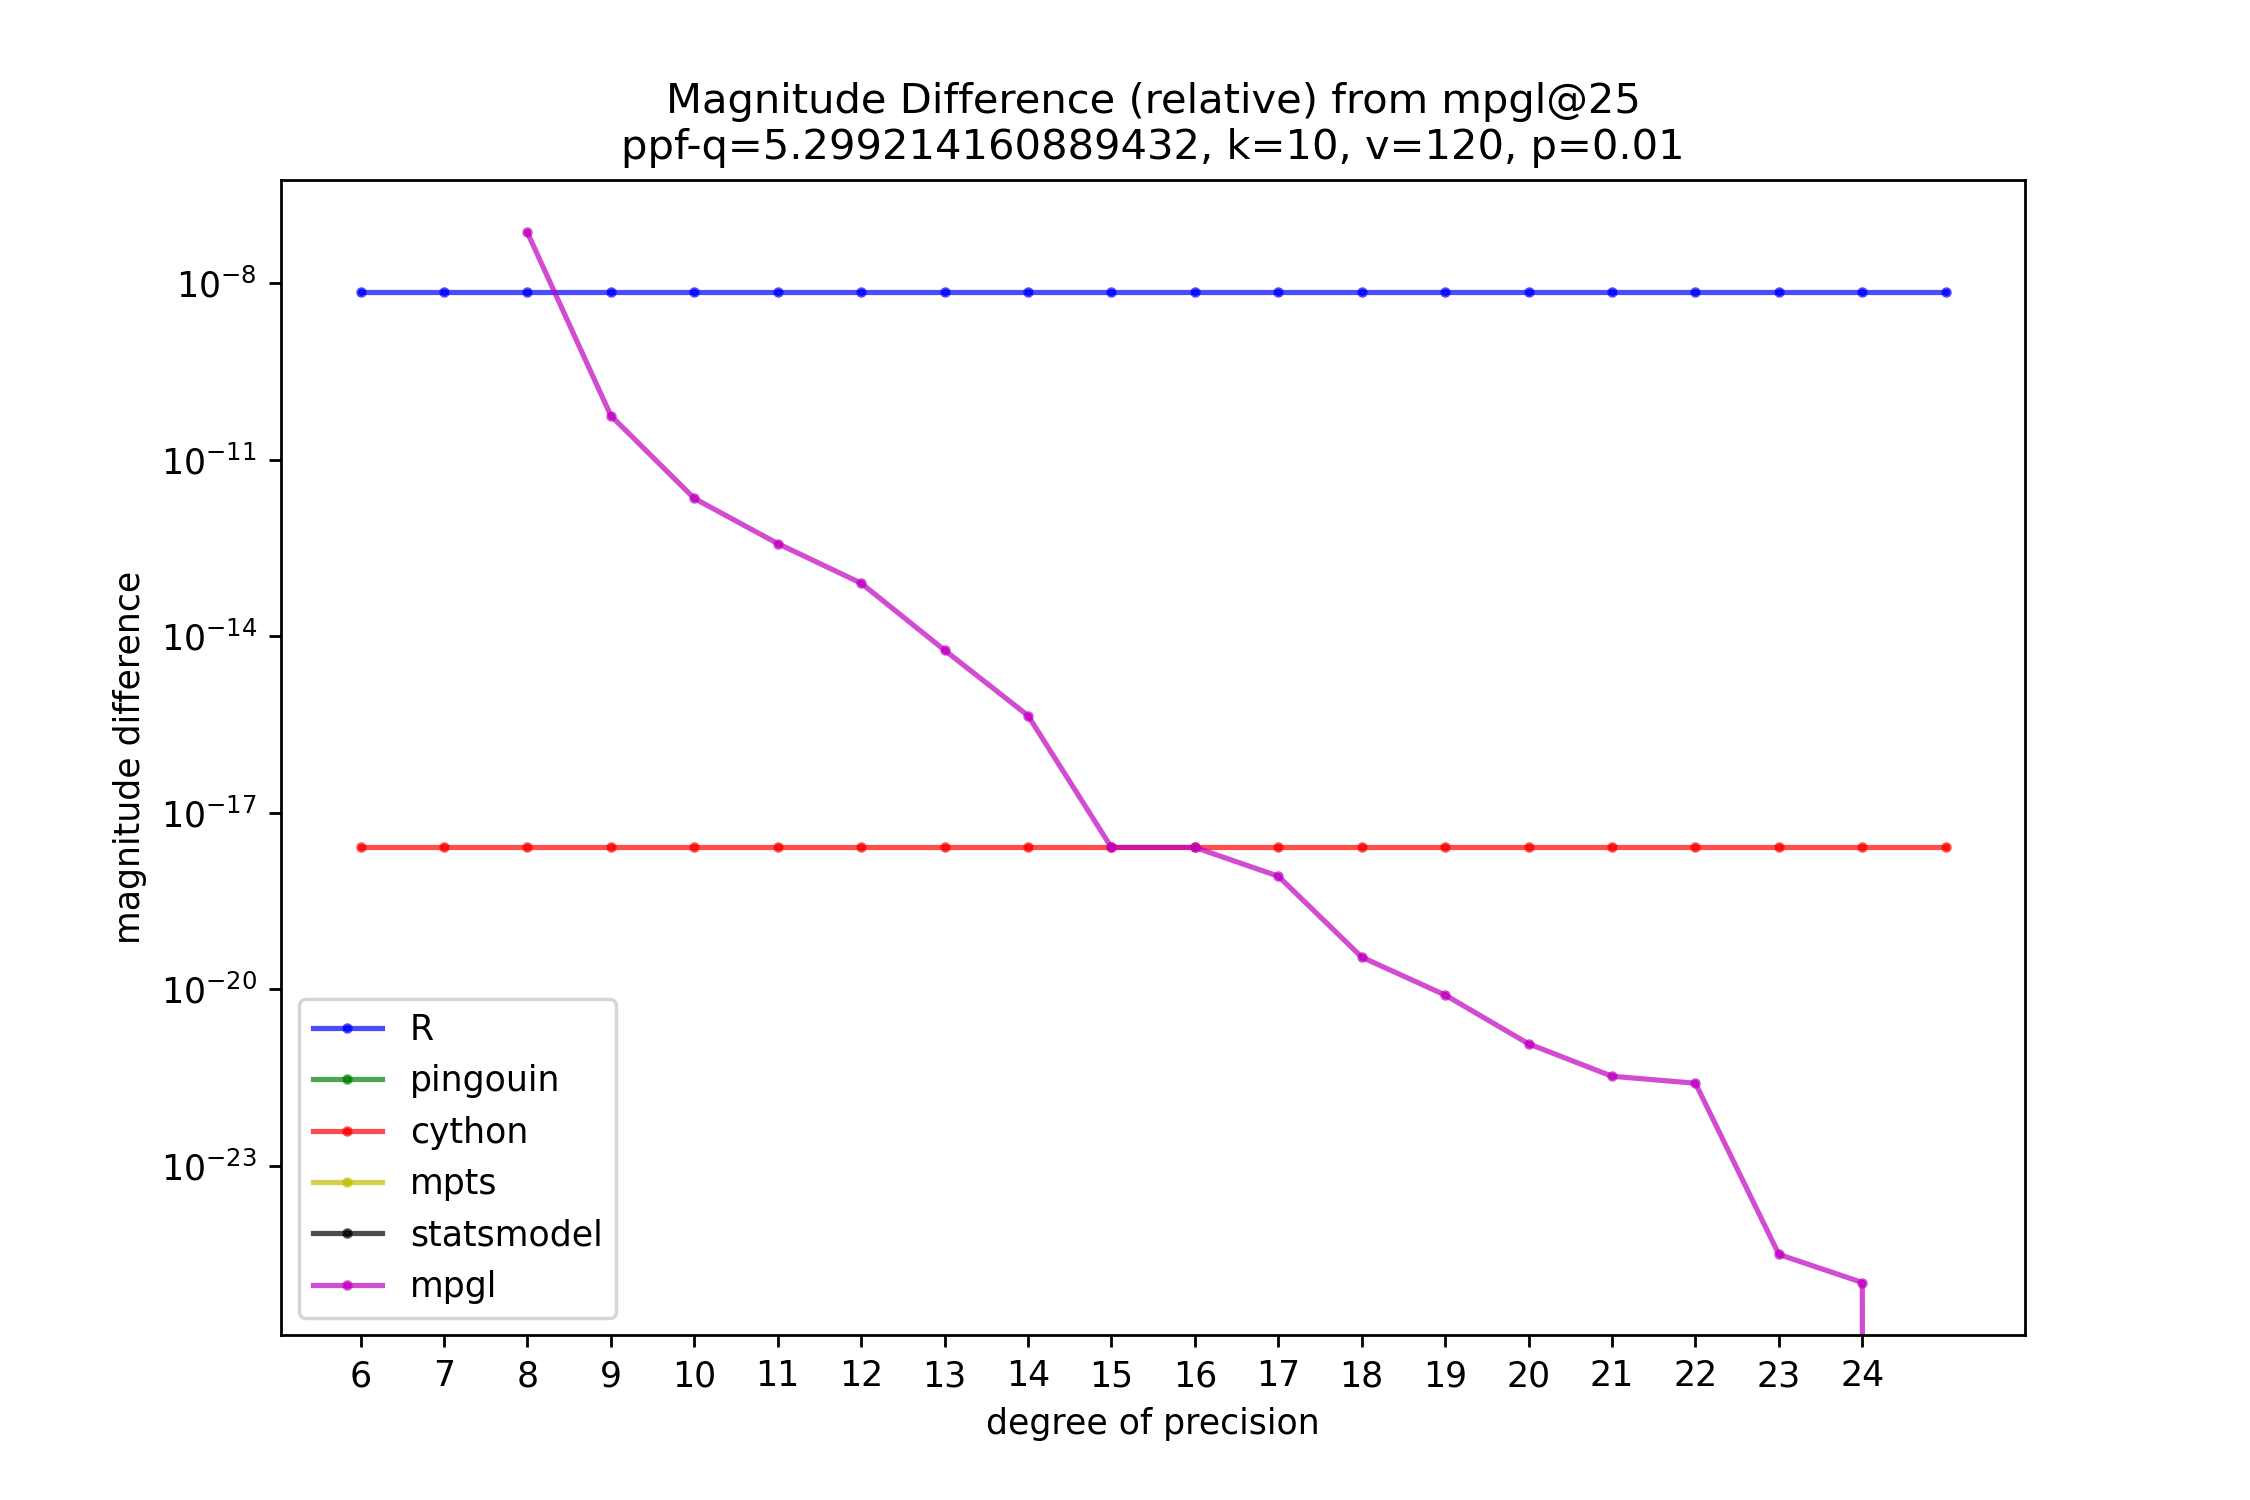 Magnitude Difference (relative) from mpgl@25
ppf-q=5.299214160889432, k=10, v=120, p=0.01
magnitude difference
10⁻⁸
10⁻¹¹
10⁻¹⁴
10⁻¹⁷
10⁻²⁰
10⁻²³
R
pingouin
cython
mpts
statsmodel
mpgl
6 7 8 9 10 11 12 13 14 15 16 17 18 19 20 21 22 23 24
degree of precision